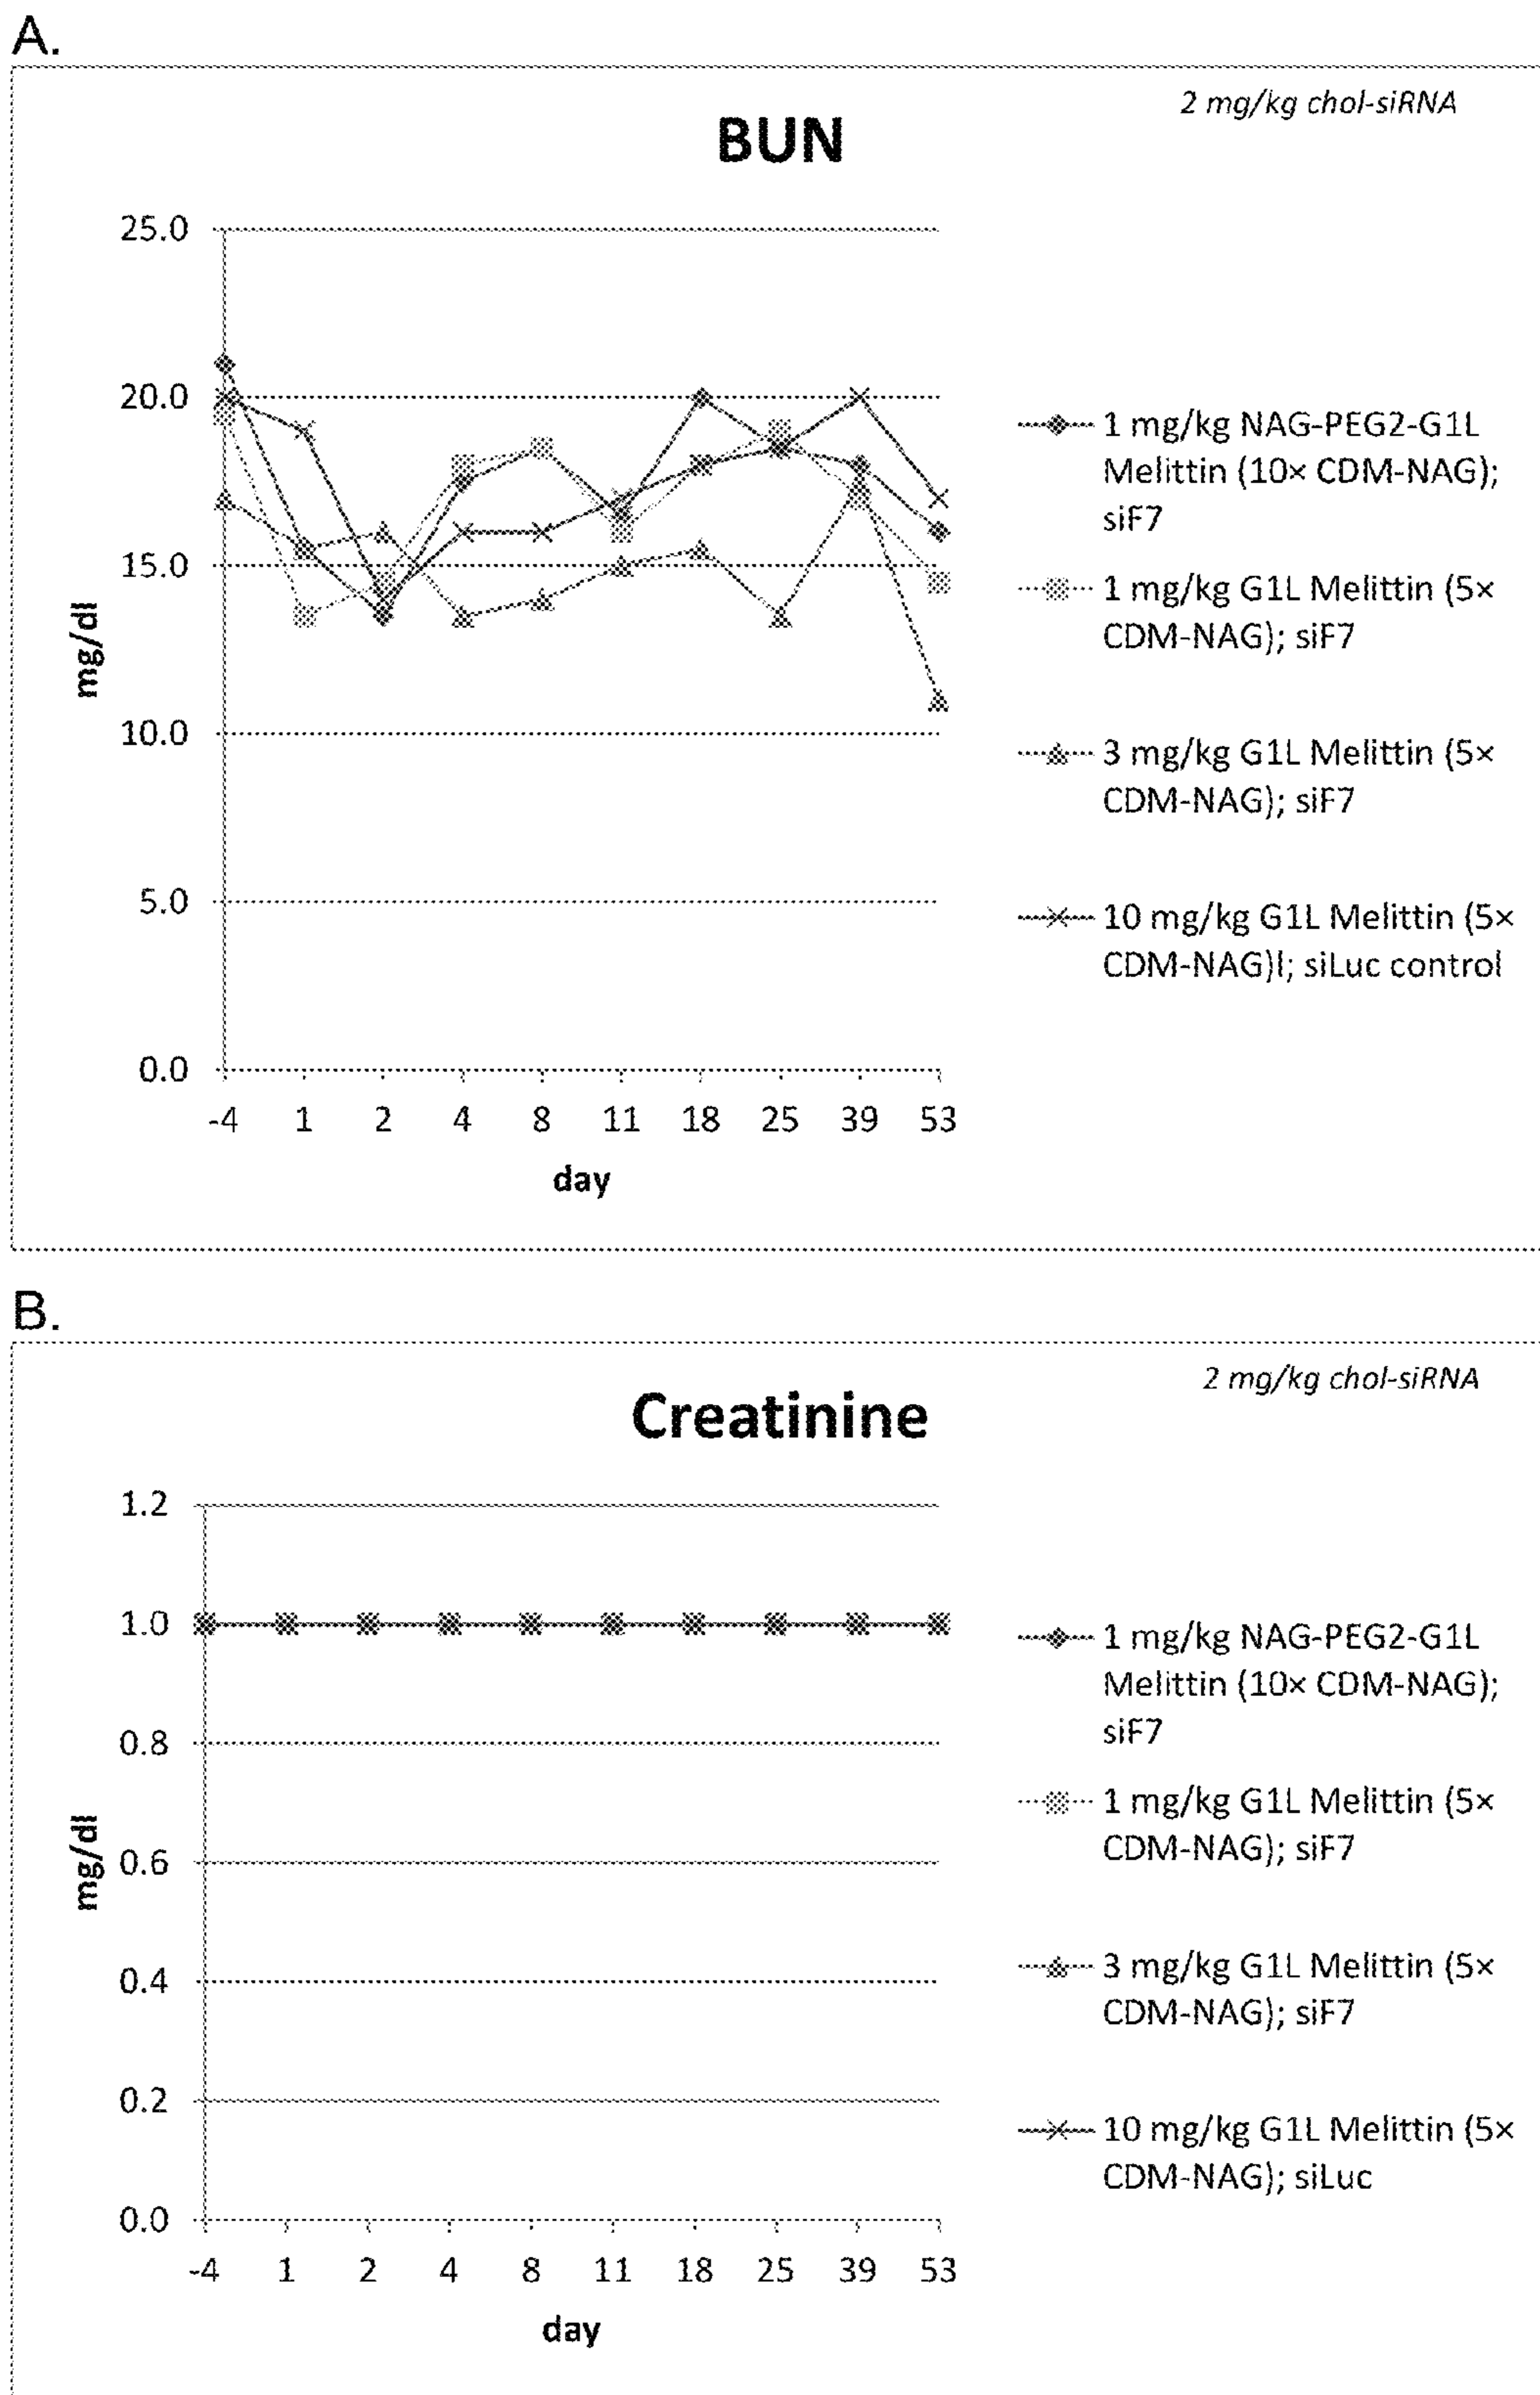 A.
2 mg/kg chol-siRNA
BUN
25.0
20.0
15.0
10.0
5.0
0.0
mg/dl
-4 1 2 4 8 11 18 25 39 53
day
1 mg/kg NAG-PEG2-G1L
Melittin (10× CDM-NAG);
siF7
1 mg/kg G1L Melittin (5×
CDM-NAG); siF7
3 mg/kg G1L Melittin (5×
CDM-NAG); siF7
10 mg/kg G1L Melittin (5×
CDM-NAG)l; siLuc control
B.
2 mg/kg chol-siRNA
Creatinine
1.2
1.0
0.8
0.6
0.4
0.2
0.0
mg/dl
-4 1 2 4 8 11 18 25 39 53
day
1 mg/kg NAG-PEG2-G1L
Melittin (10× CDM-NAG);
siF7
1 mg/kg G1L Melittin (5×
CDM-NAG); siF7
3 mg/kg G1L Melittin (5×
CDM-NAG); siF7
10 mg/kg G1L Melittin (5×
CDM-NAG); siLuc